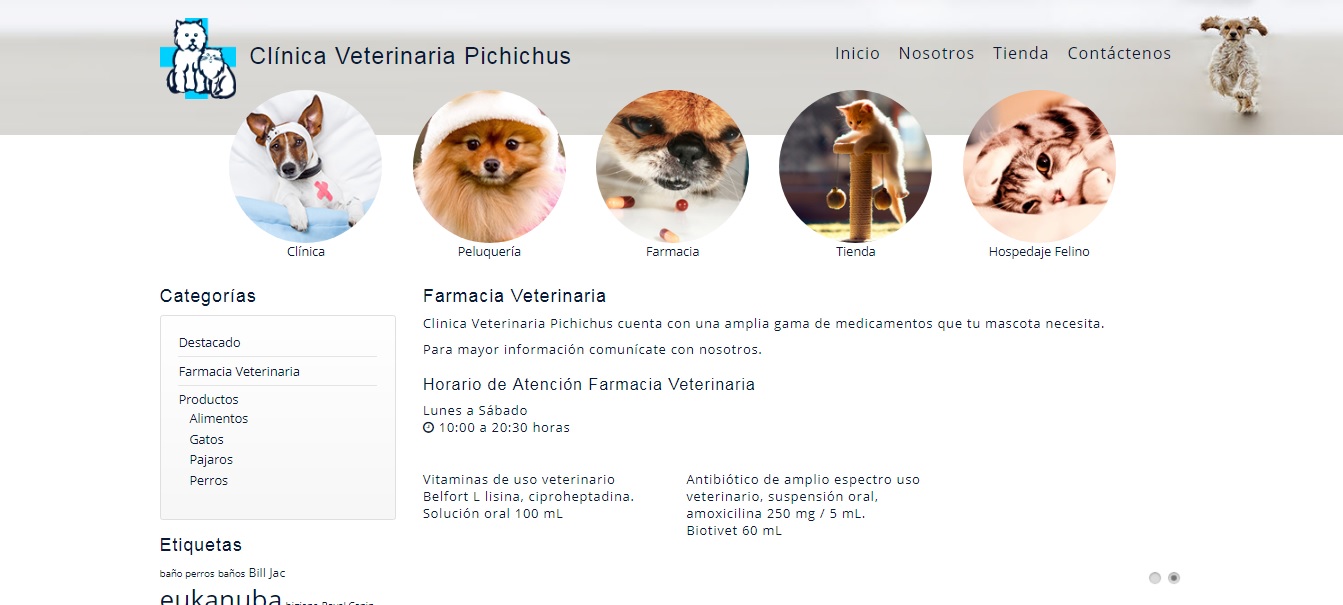 Clínica Veterinaria Pichichus
Inicio Nosotros Tienda Contáctenos
Clínica Peluquería Farmacia Tienda Hospedaje Felino
Categorías
Destacado
Farmacia Veterinaria
Productos
Alimentos
Gatos
Pajaros
Perros
Etiquetas
baño perros baños Bill Jac
eukanuba higiene Royal Canin
Farmacia Veterinaria
Clinica Veterinaria Pichichus cuenta con una amplia gama de medicamentos que tu mascota necesita.
Para mayor información comunícate con nosotros.
Horario de Atención Farmacia Veterinaria
Lunes a Sábado
10:00 a 20:30 horas
Vitaminas de uso veterinario
Belfort L lisina, ciproheptadina.
Solución oral 100 mL
Antibiótico de amplio espectro uso
veterinario, suspensión oral,
amoxicilina 250 mg / 5 mL.
Biotivet 60 mL